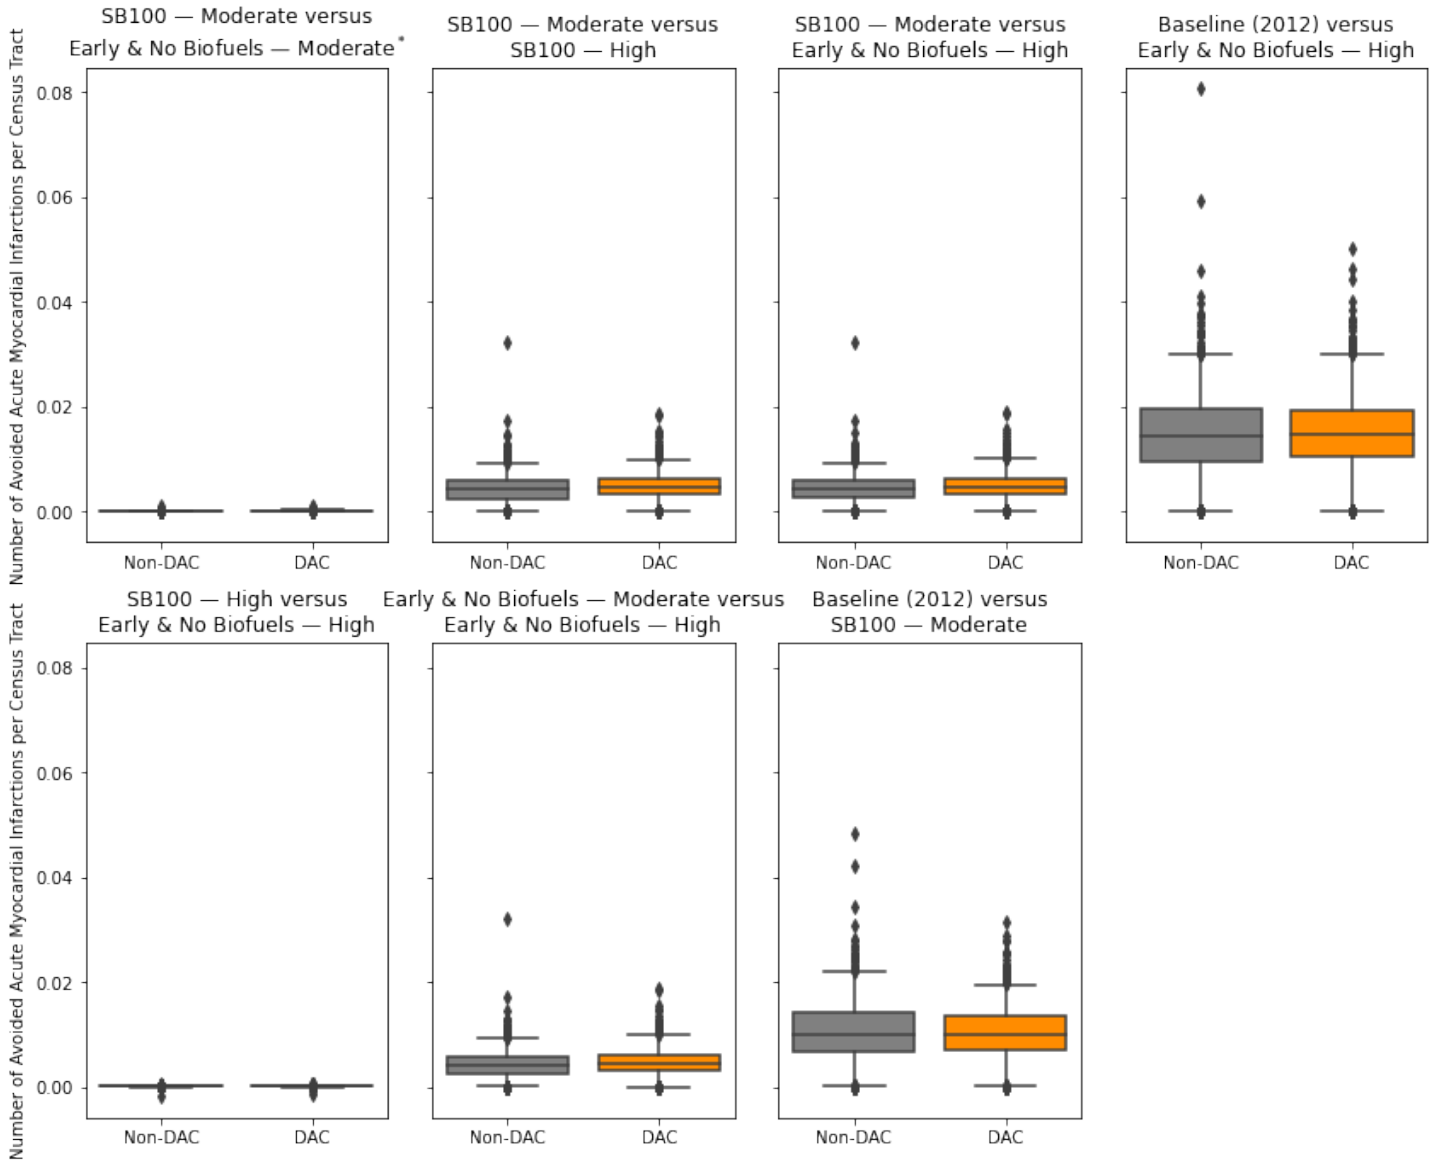 SB100 — Moderate versus
Early & No Biofuels — Moderate*
SB100 — Moderate versus
SB100 — High
SB100 — Moderate versus
Early & No Biofuels — High
Baseline (2012) versus
Early & No Biofuels — High
Number of Avoided Acute Myocardial Infarctions per Census Tract
0.08
0.06
0.04
0.02
0.00
Non-DAC
DAC
Non-DAC
DAC
Non-DAC
DAC
Non-DAC
DAC
SB100 — High versus
Early & No Biofuels — High
Early & No Biofuels — Moderate versus
Early & No Biofuels — High
Baseline (2012) versus
SB100 — Moderate
Number of Avoided Acute Myocardial Infarctions per Census Tract
0.08
0.06
0.04
0.02
0.00
Non-DAC
DAC
Non-DAC
DAC
Non-DAC
DAC